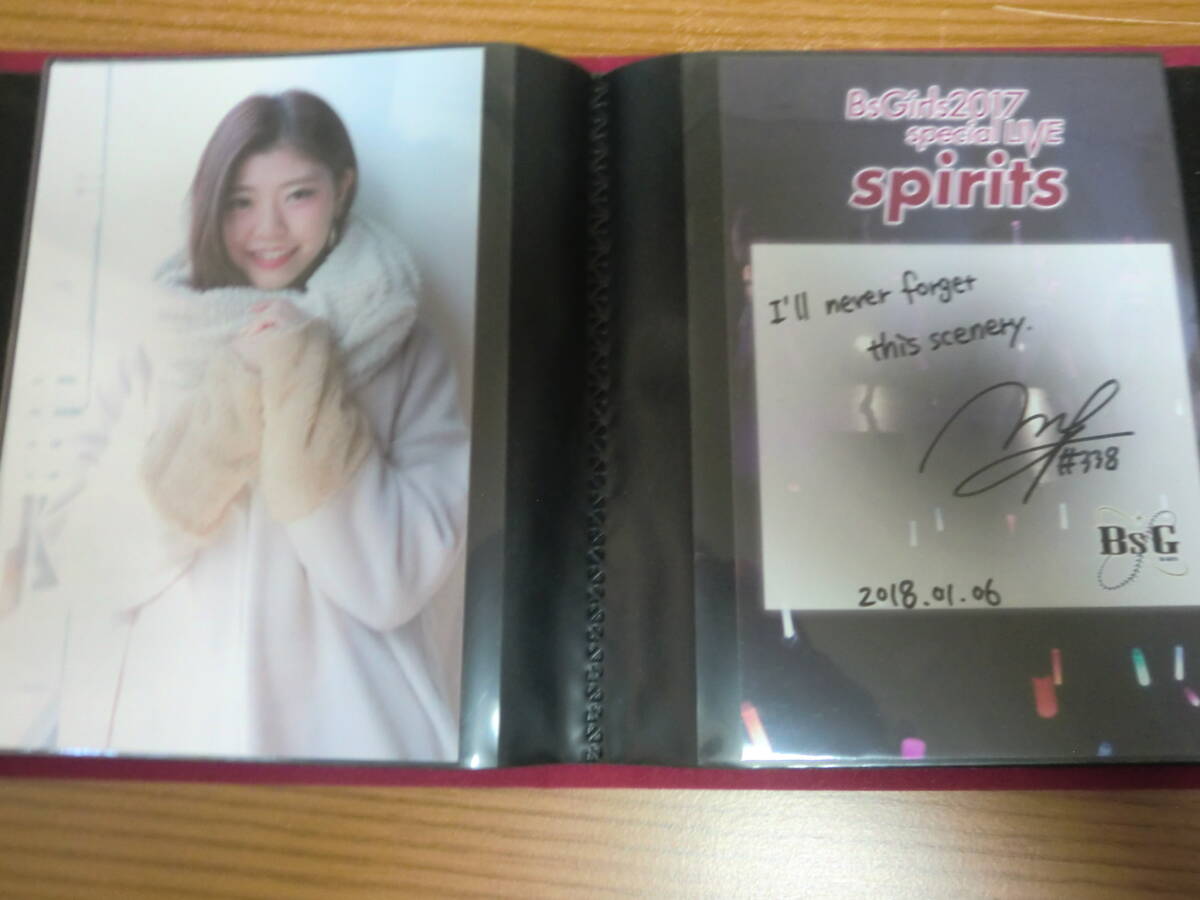 BsGirls2017
special LIVE
spirits
I'll never forget
this scenery.
#338
BsG
2018.01.06